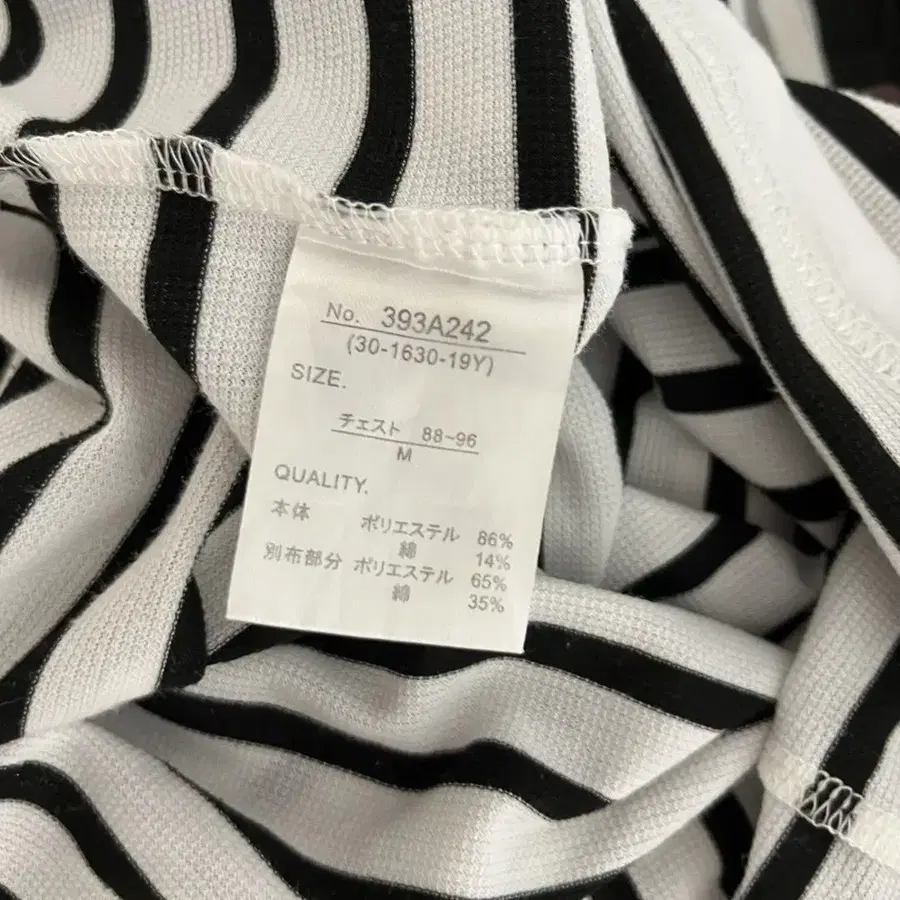 No. 393A242
(30-1630-19Y)
SIZE.
チェスト 88~96
M
QUALITY.
本体 ポリエステル 86%
綿 14%
別布部分 ポリエステル 65%
綿 35%